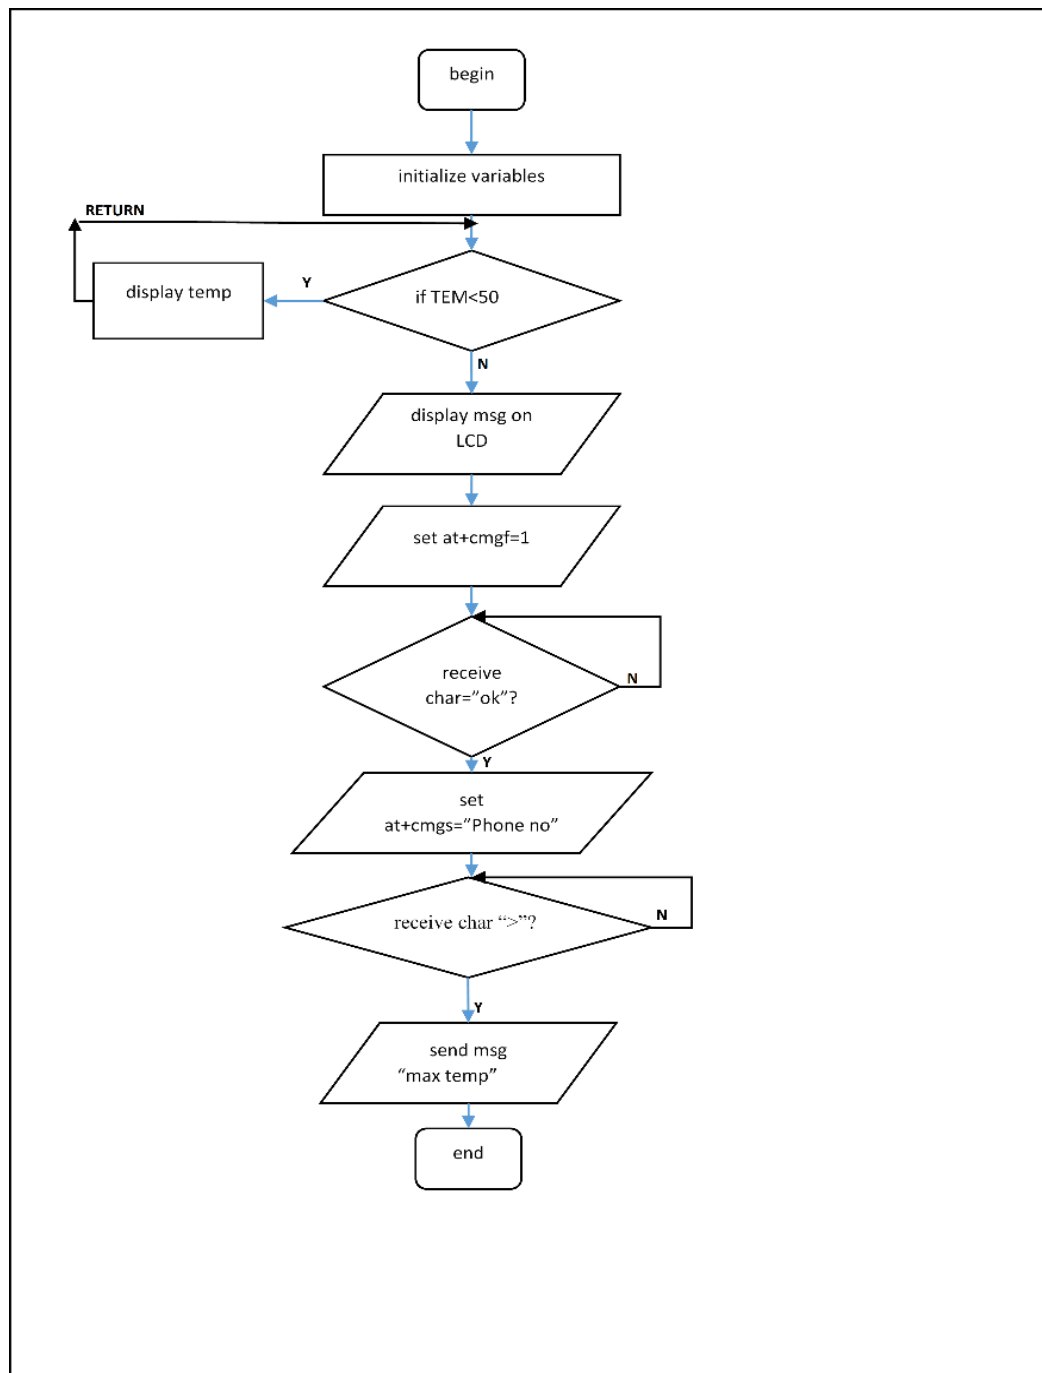 begin
initialize variables
RETURN
display temp
Y
if TEM<50
N
display msg on
LCD
set at+cmgf=1
receive
char=”ok”?
N
Y
set
at+cmgs=”Phone no”
receive char “>”?
N
Y
send msg
“max temp”
end